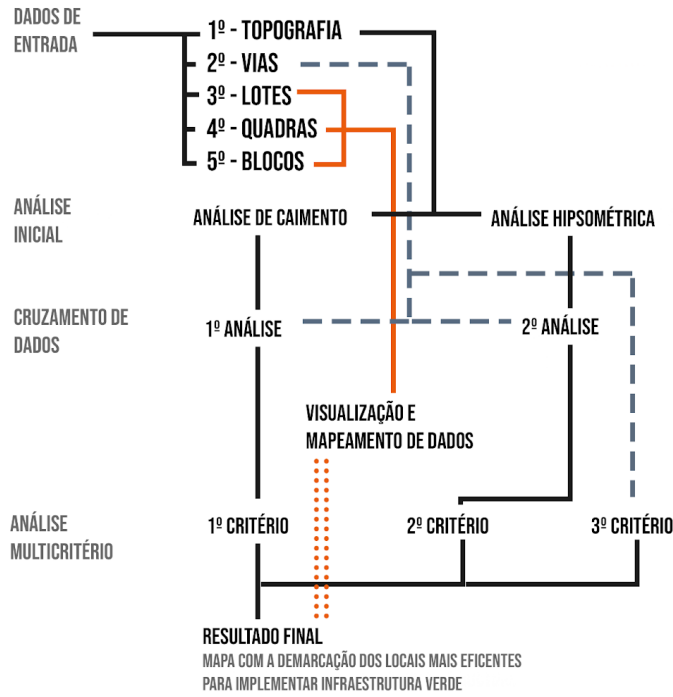 DADOS DE
ENTRADA
1º - TOPOGRAFIA
2º - VIAS
3º - LOTES
4º - QUADRAS
5º - BLOCOS
ANÁLISE
INICIAL
ANÁLISE DE CAIMENTO
ANÁLISE HIPSOMÉTRICA
CRUZAMENTO DE
DADOS
1º ANÁLISE
2º ANÁLISE
VISUALIZAÇÃO E
MAPEAMENTO DE DADOS
ANÁLISE
MULTICRITÉRIO
1º CRITÉRIO
2º CRITÉRIO
3º CRITÉRIO
RESULTADO FINAL
MAPA COM A DEMARCAÇÃO DOS LOCAIS MAIS EFICENTES
PARA IMPLEMENTAR INFRAESTRUTURA VERDE